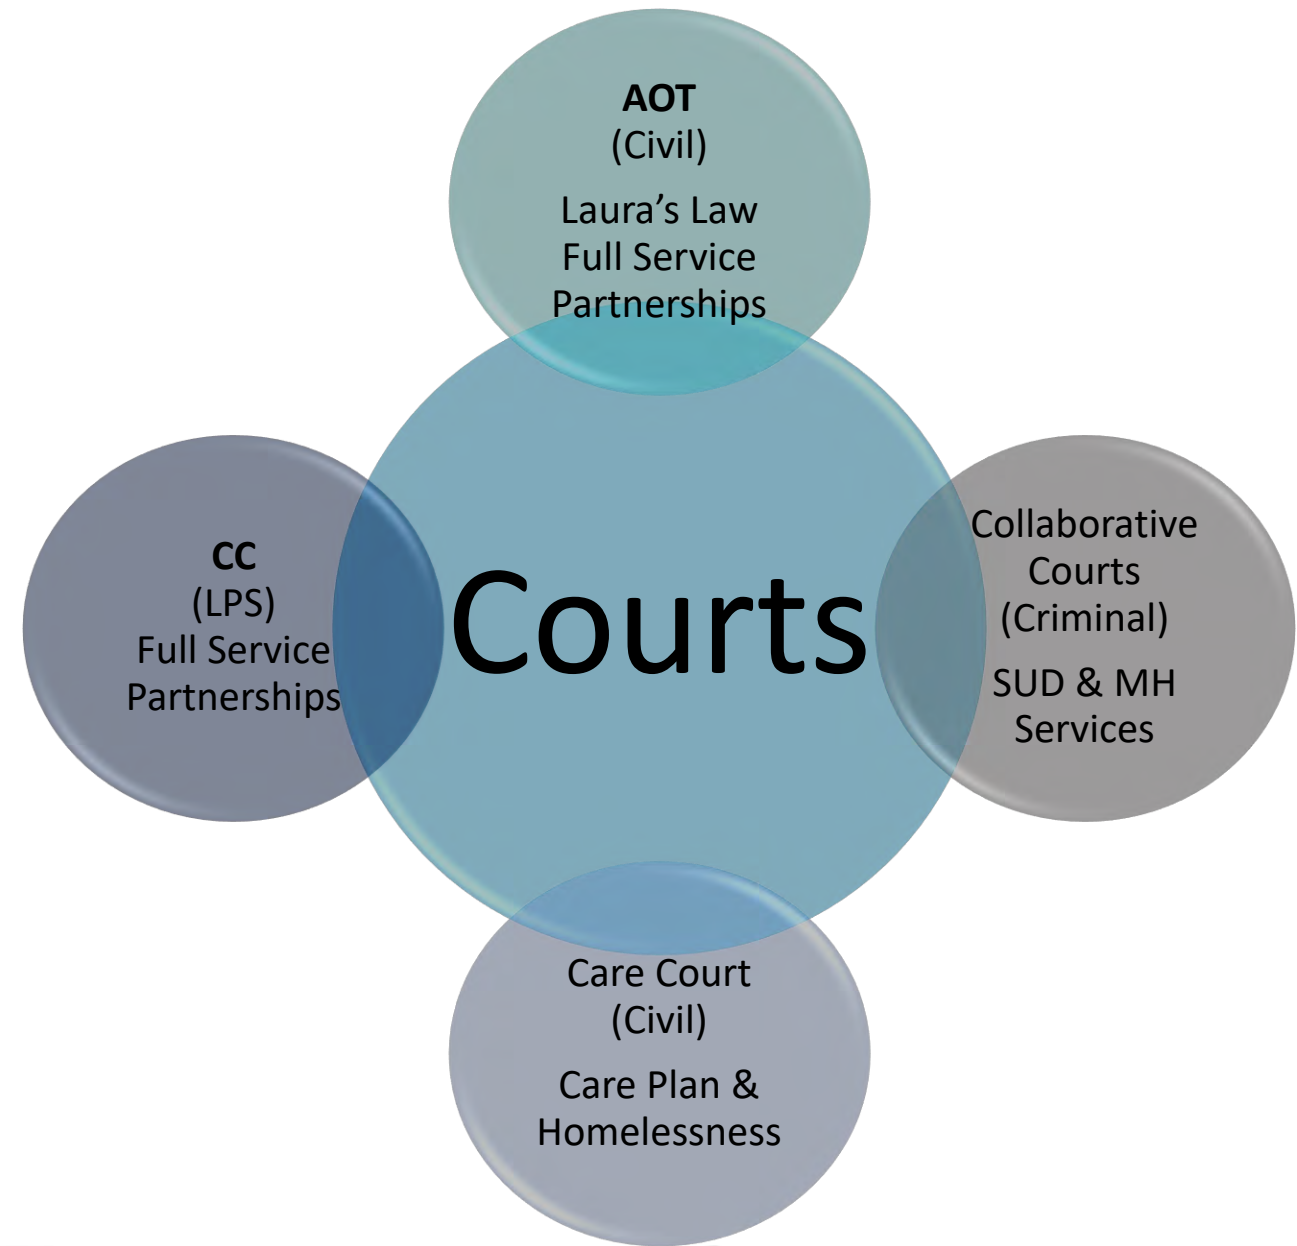 AOT
(Civil)
Laura’s Law
Full Service
Partnerships
CC
(LPS)
Full Service
Partnerships
Courts
Collaborative
Courts
(Criminal)
SUD & MH
Services
Care Court
(Civil)
Care Plan &
Homelessness